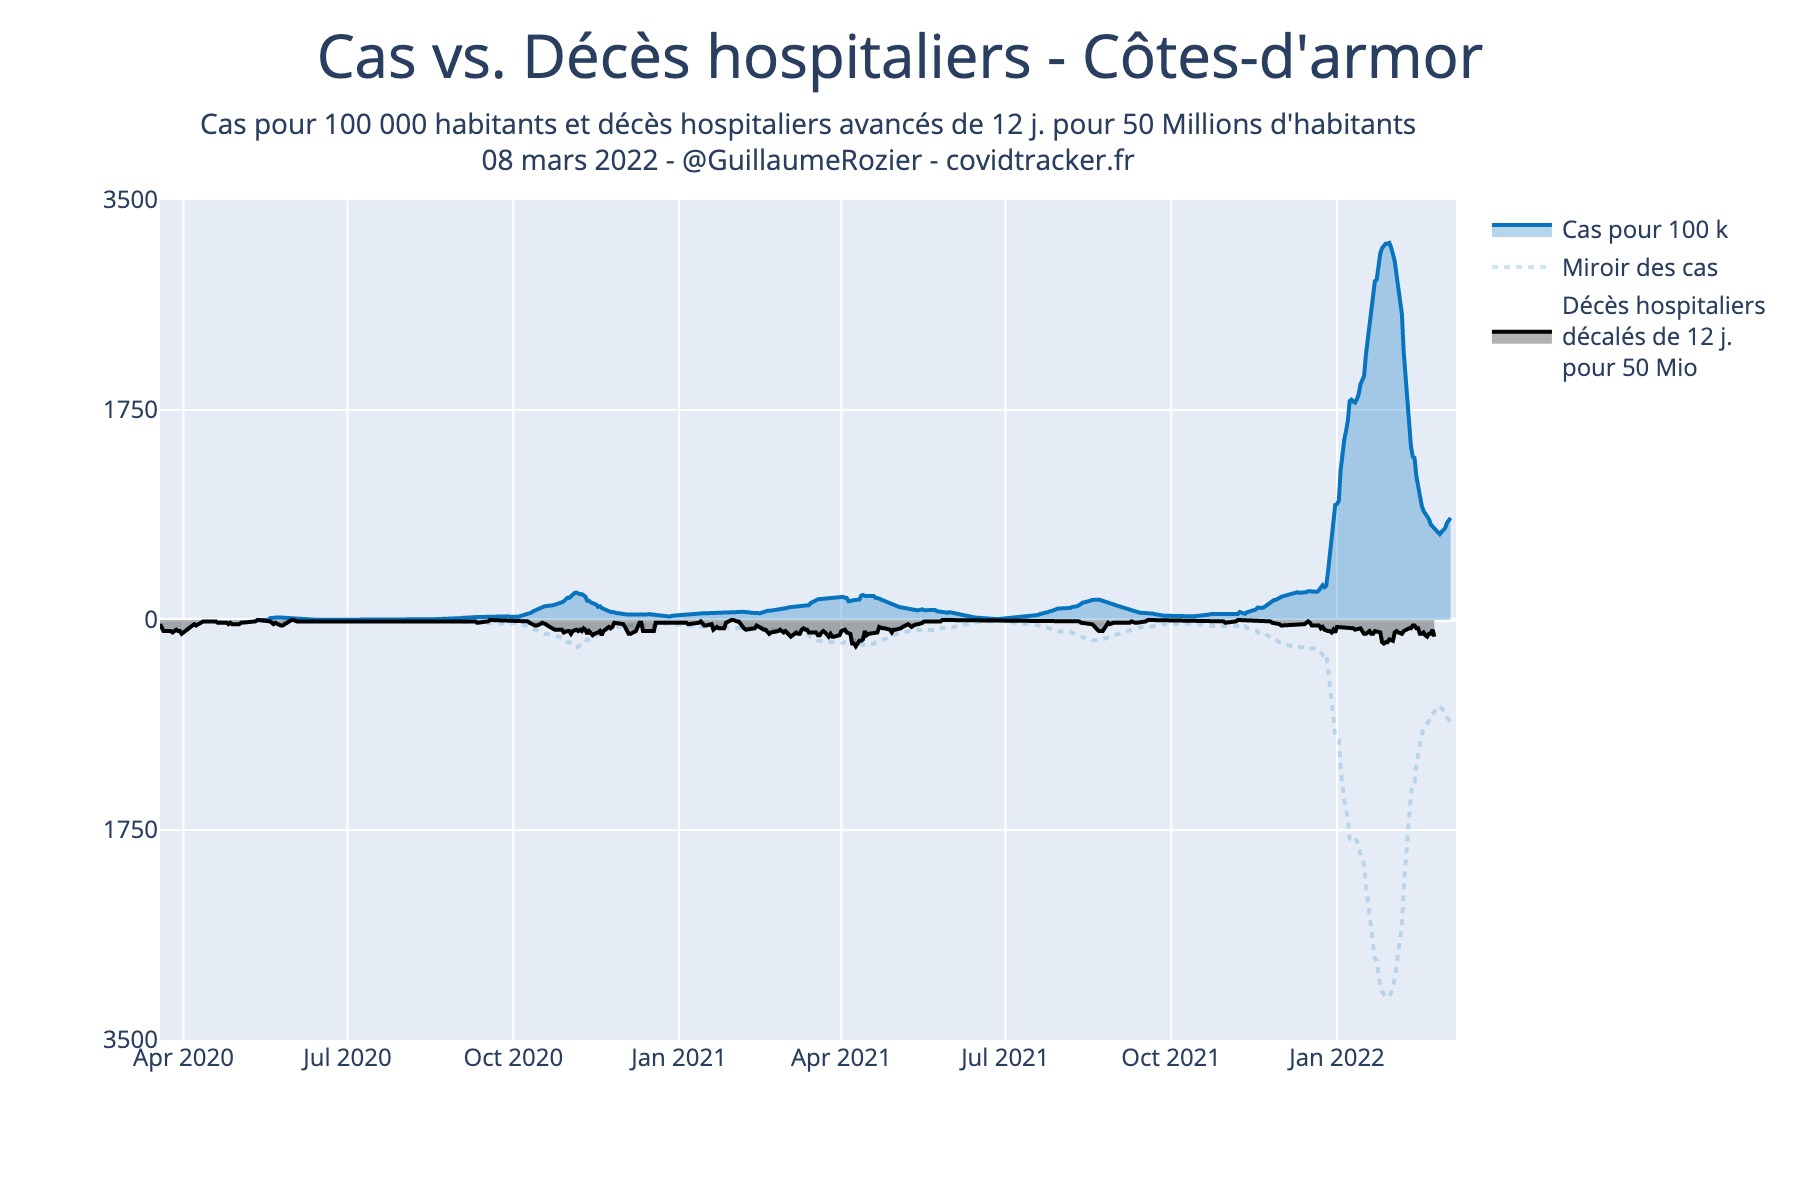 Cas vs. Décès hospitaliers - Côtes-d'armor
Cas pour 100 000 habitants et décès hospitaliers avancés de 12 j. pour 50 Millions d'habitants
08 mars 2022 - @GuillaumeRozier - covidtracker.fr
3500
1750
0
1750
3500
Apr 2020
Jul 2020
Oct 2020
Jan 2021
Apr 2021
Jul 2021
Oct 2021
Jan 2022
Cas pour 100 k
Miroir des cas
Décès hospitaliers
décalés de 12 j.
pour 50 Mio